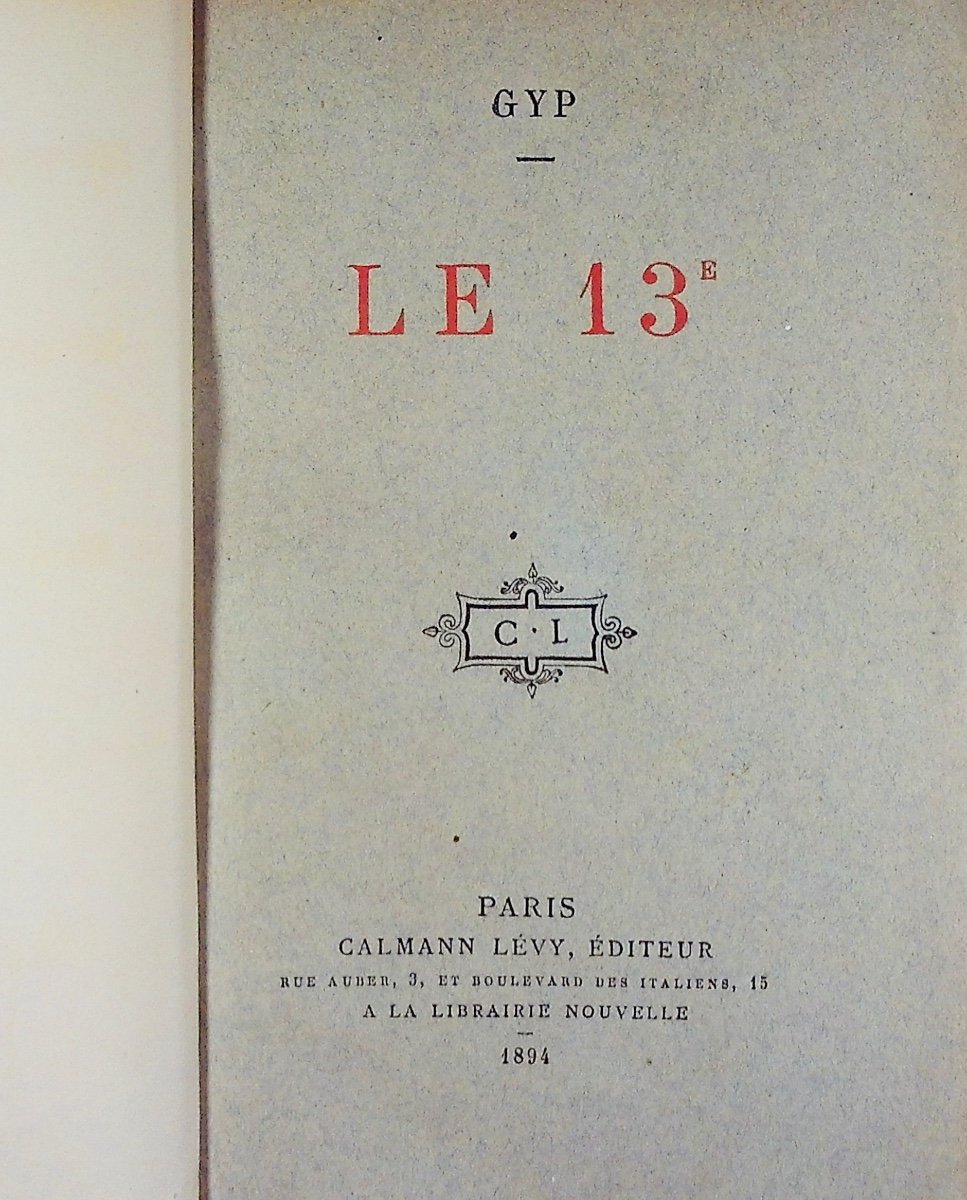 GYP
LE 13E
C · L
PARIS
CALMANN LÉVY, ÉDITEUR
RUE AUBER, 3, ET BOULEVARD DES ITALIENS, 15
A LA LIBRAIRIE NOUVELLE
1894